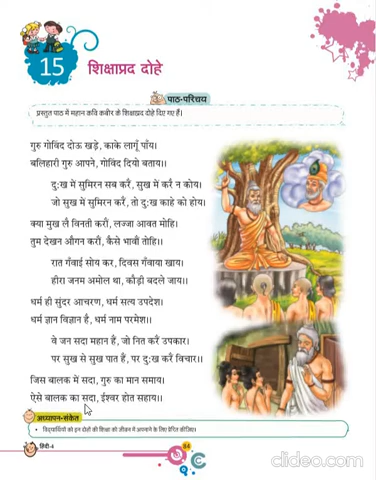 15
शिक्षाप्रद दोहे
पाठ-परिचय
प्रस्तुत पाठ में महान कवि कबीर के शिक्षाप्रद दोहे दिए गए हैं।
गुरु गोविंद दोऊ खड़े, काके लागूँ पाँय।
बलिहारी गुरु आपने, गोविंद दियो बताय।।
दुःख में सुमिरन सब करैं, सुख में करैं न कोय।
जो सुख में सुमिरन करैं, तो दुःख काहे को होय।।
क्या मुख लै विनती करौं, लज्जा आवत मोहि।
तुम देखन औगन करौं, कैसे भावौं तोहि।।
रात गँवाई सोय कर, दिवस गँवाया खाय।
हीरा जनम अमोल था, कौड़ी बदले जाय।।
धर्म ही सुंदर आचरण, धर्म सत्य उपदेश।
धर्म ज्ञान विज्ञान है, धर्म नाम परमेश।।
वे जन सदा महान हैं, जो नित करैं उपकार।
पर सुख से सुख पात हैं, पर दुःख करैं विचार।।
जिस बालक में सदा, गुरु का मान समाय।
ऐसे बालक का सदा, ईश्वर होत सहाय।।
अध्यापन-संकेत
विद्यार्थियों को इन दोहों की शिक्षा को जीवन में अपनाने के लिए प्रेरित कीजिए।
हिंदी-4
84
clideo.com